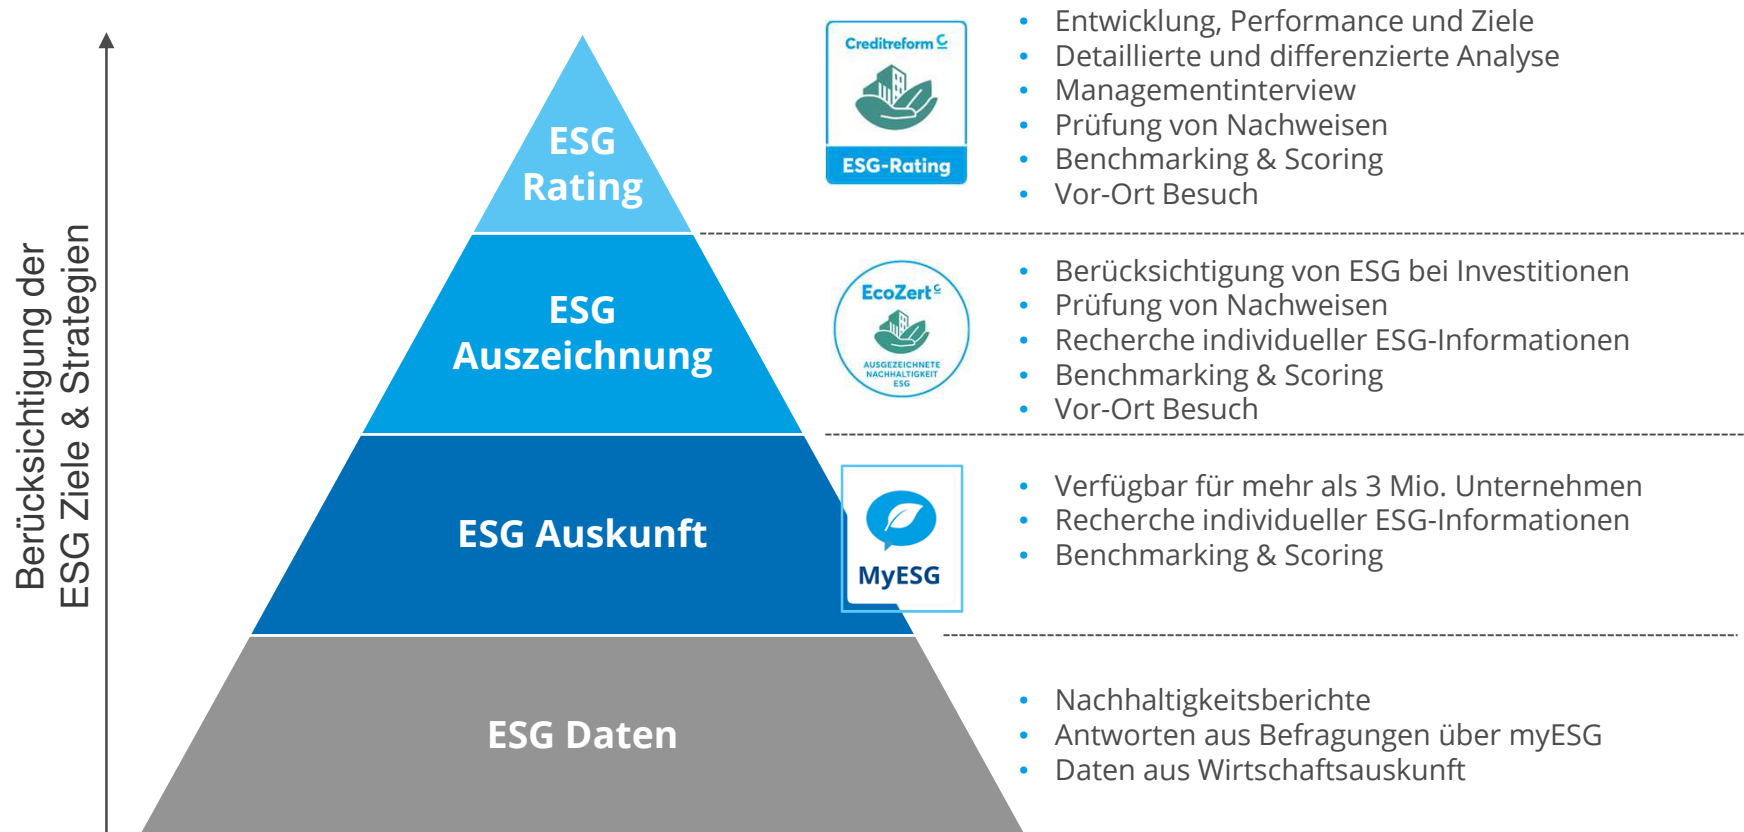 Berücksichtigung der
ESG Ziele & Strategien
ESG
Rating
Creditreform C
ESG-Rating
• Entwicklung, Performance und Ziele
• Detaillierte und differenzierte Analyse
• Managementinterview
• Prüfung von Nachweisen
• Benchmarking & Scoring
• Vor-Ort Besuch
ESG
Auszeichnung
EcoZert C
AUSGEZEICHNETE
NACHHALTIGKEIT
ESG
• Berücksichtigung von ESG bei Investitionen
• Prüfung von Nachweisen
• Recherche individueller ESG-Informationen
• Benchmarking & Scoring
• Vor-Ort Besuch
ESG Auskunft
MyESG
• Verfügbar für mehr als 3 Mio. Unternehmen
• Recherche individueller ESG-Informationen
• Benchmarking & Scoring
ESG Daten
• Nachhaltigkeitsberichte
• Antworten aus Befragungen über myESG
• Daten aus Wirtschaftsauskunft